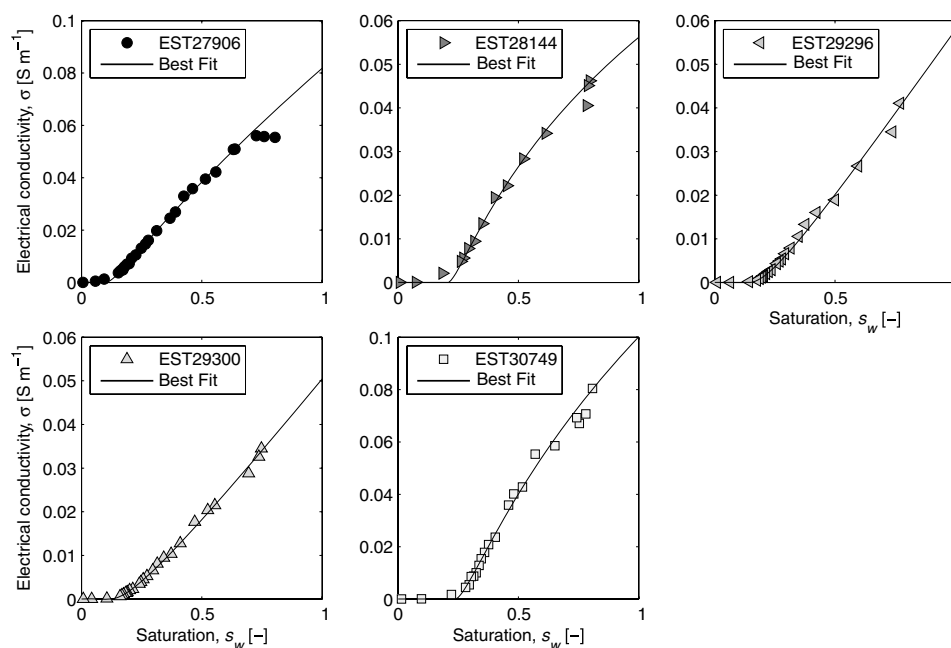 EST27906
Best Fit
Electrical conductivity, σ [S m⁻¹]
0.1
0.08
0.06
0.04
0.02
0
0 0.5 1
EST28144
Best Fit
0.06
0.05
0.04
0.03
0.02
0.01
0
0 0.5 1
EST29296
Best Fit
0.06
0.05
0.04
0.03
0.02
0.01
0
0 0.5 1
Saturation, s_w [–]
EST29300
Best Fit
Electrical conductivity, σ [S m⁻¹]
0.06
0.05
0.04
0.03
0.02
0.01
0
0 0.5 1
Saturation, s_w [–]
EST30749
Best Fit
0.1
0.08
0.06
0.04
0.02
0
0 0.5 1
Saturation, s_w [–]